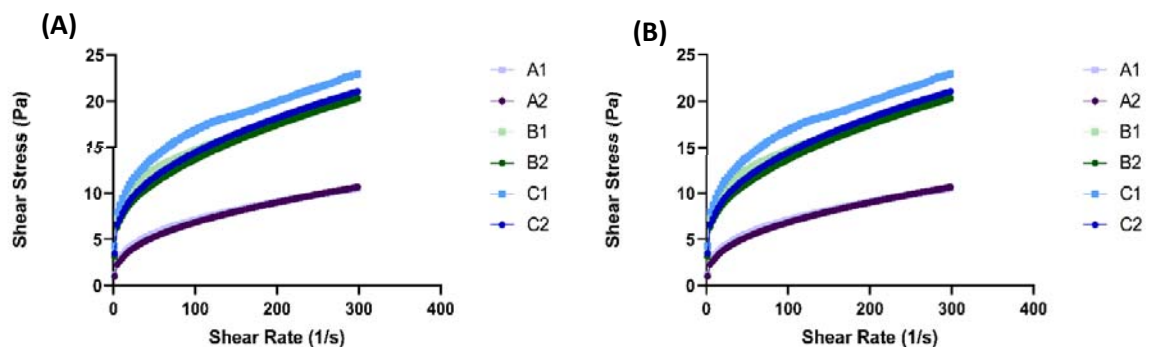 (A)
Shear Stress (Pa)
25
20
15
10
5
0
0 100 200 300 400
Shear Rate (1/s)
A1
A2
B1
B2
C1
C2
(B)
Shear Stress (Pa)
25
20
15
10
5
0
0 100 200 300 400
Shear Rate (1/s)
A1
A2
B1
B2
C1
C2